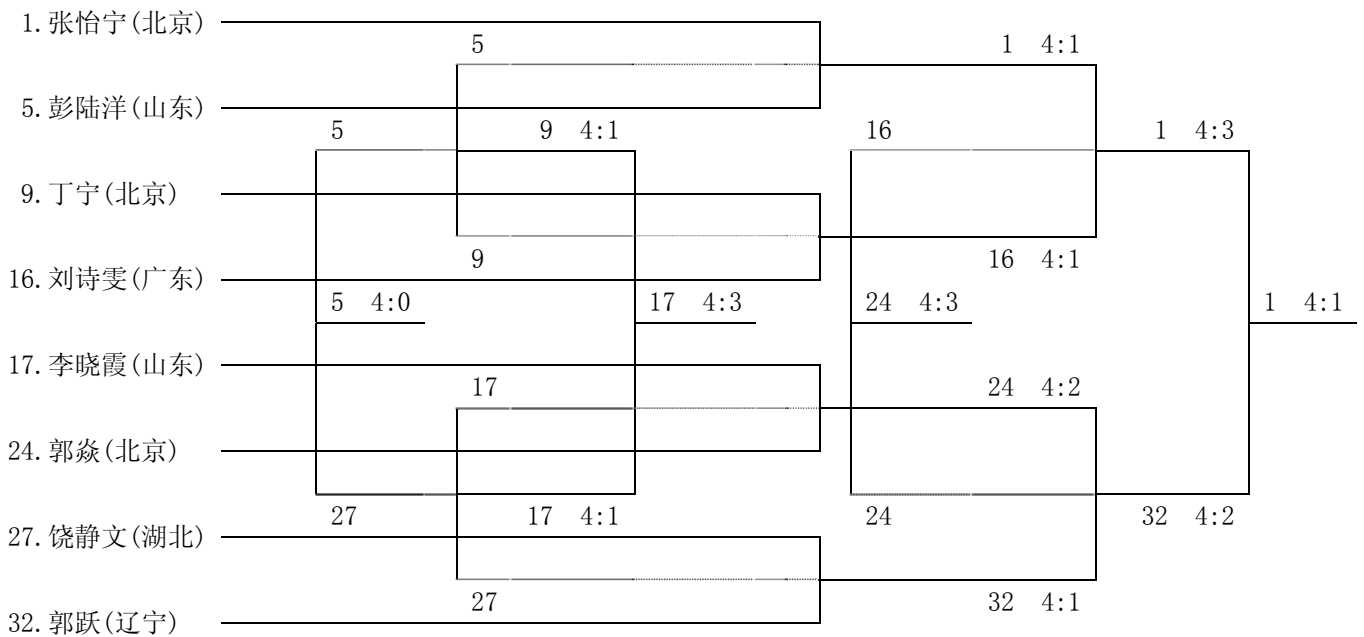 1.张怡宁(北京)
5 1 4:1
5.彭陆洋(山东)
5 9 4:1 16 1 4:3
9.丁宁(北京)
9 16 4:1
16.刘诗雯(广东)
5 4:0 17 4:3 24 4:3 1 4:1
17.李晓霞(山东)
17 24 4:2
24.郭焱(北京)
27 17 4:1 24 32 4:2
27.饶静文(湖北)
27 32 4:1
32.郭跃(辽宁)